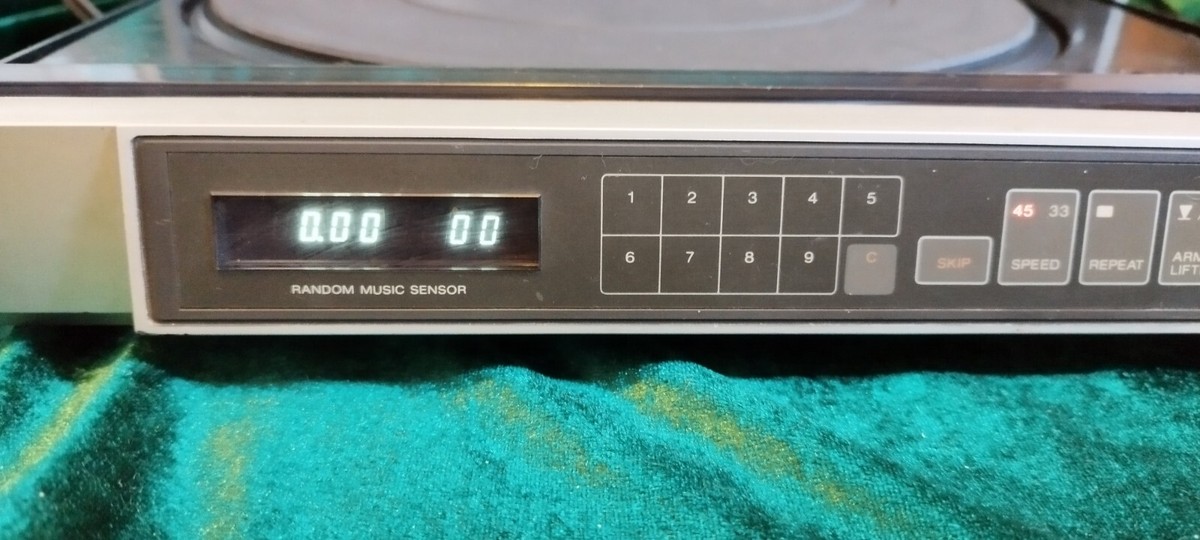 0.00 00
RANDOM MUSIC SENSOR
1 2 3 4 5
6 7 8 9 C
SKIP
45 33
SPEED
REPEAT
ARM
LIFT